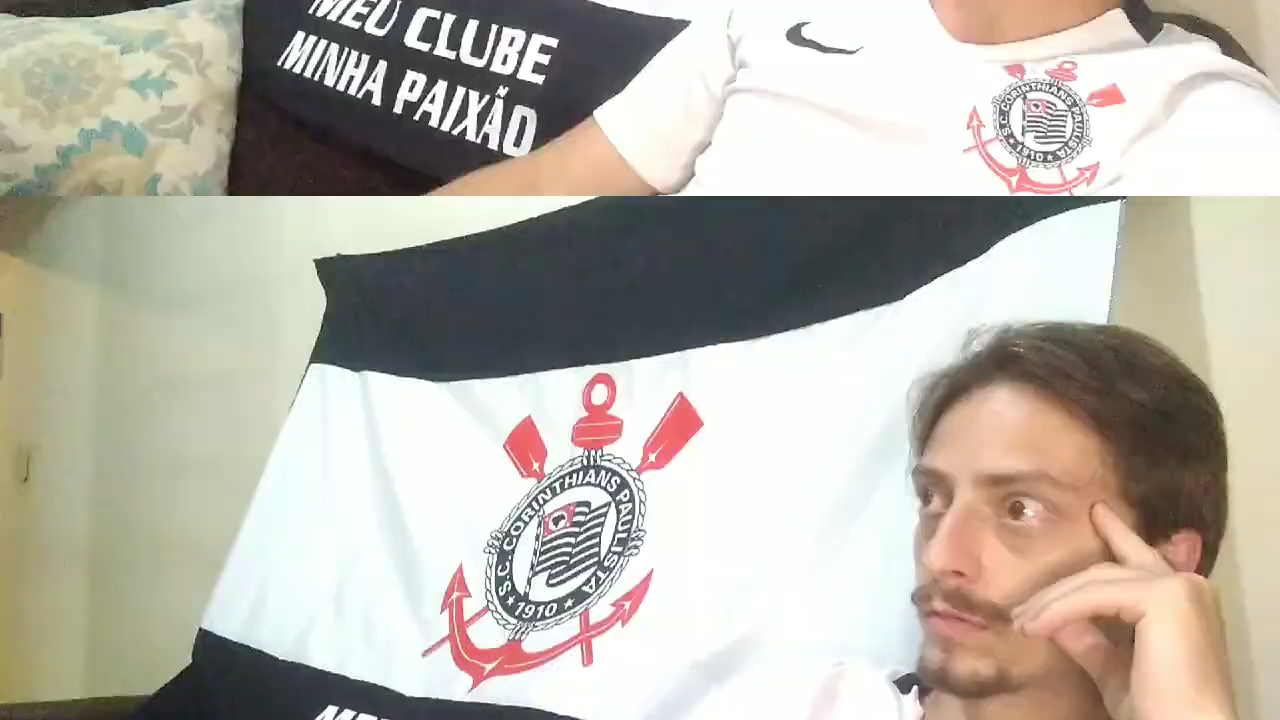 MEU CLUBE
MINHA PAIXÃO
S.C. CORINTHIANS PAULISTA
1910
S.C. CORINTHIANS PAULISTA
1910